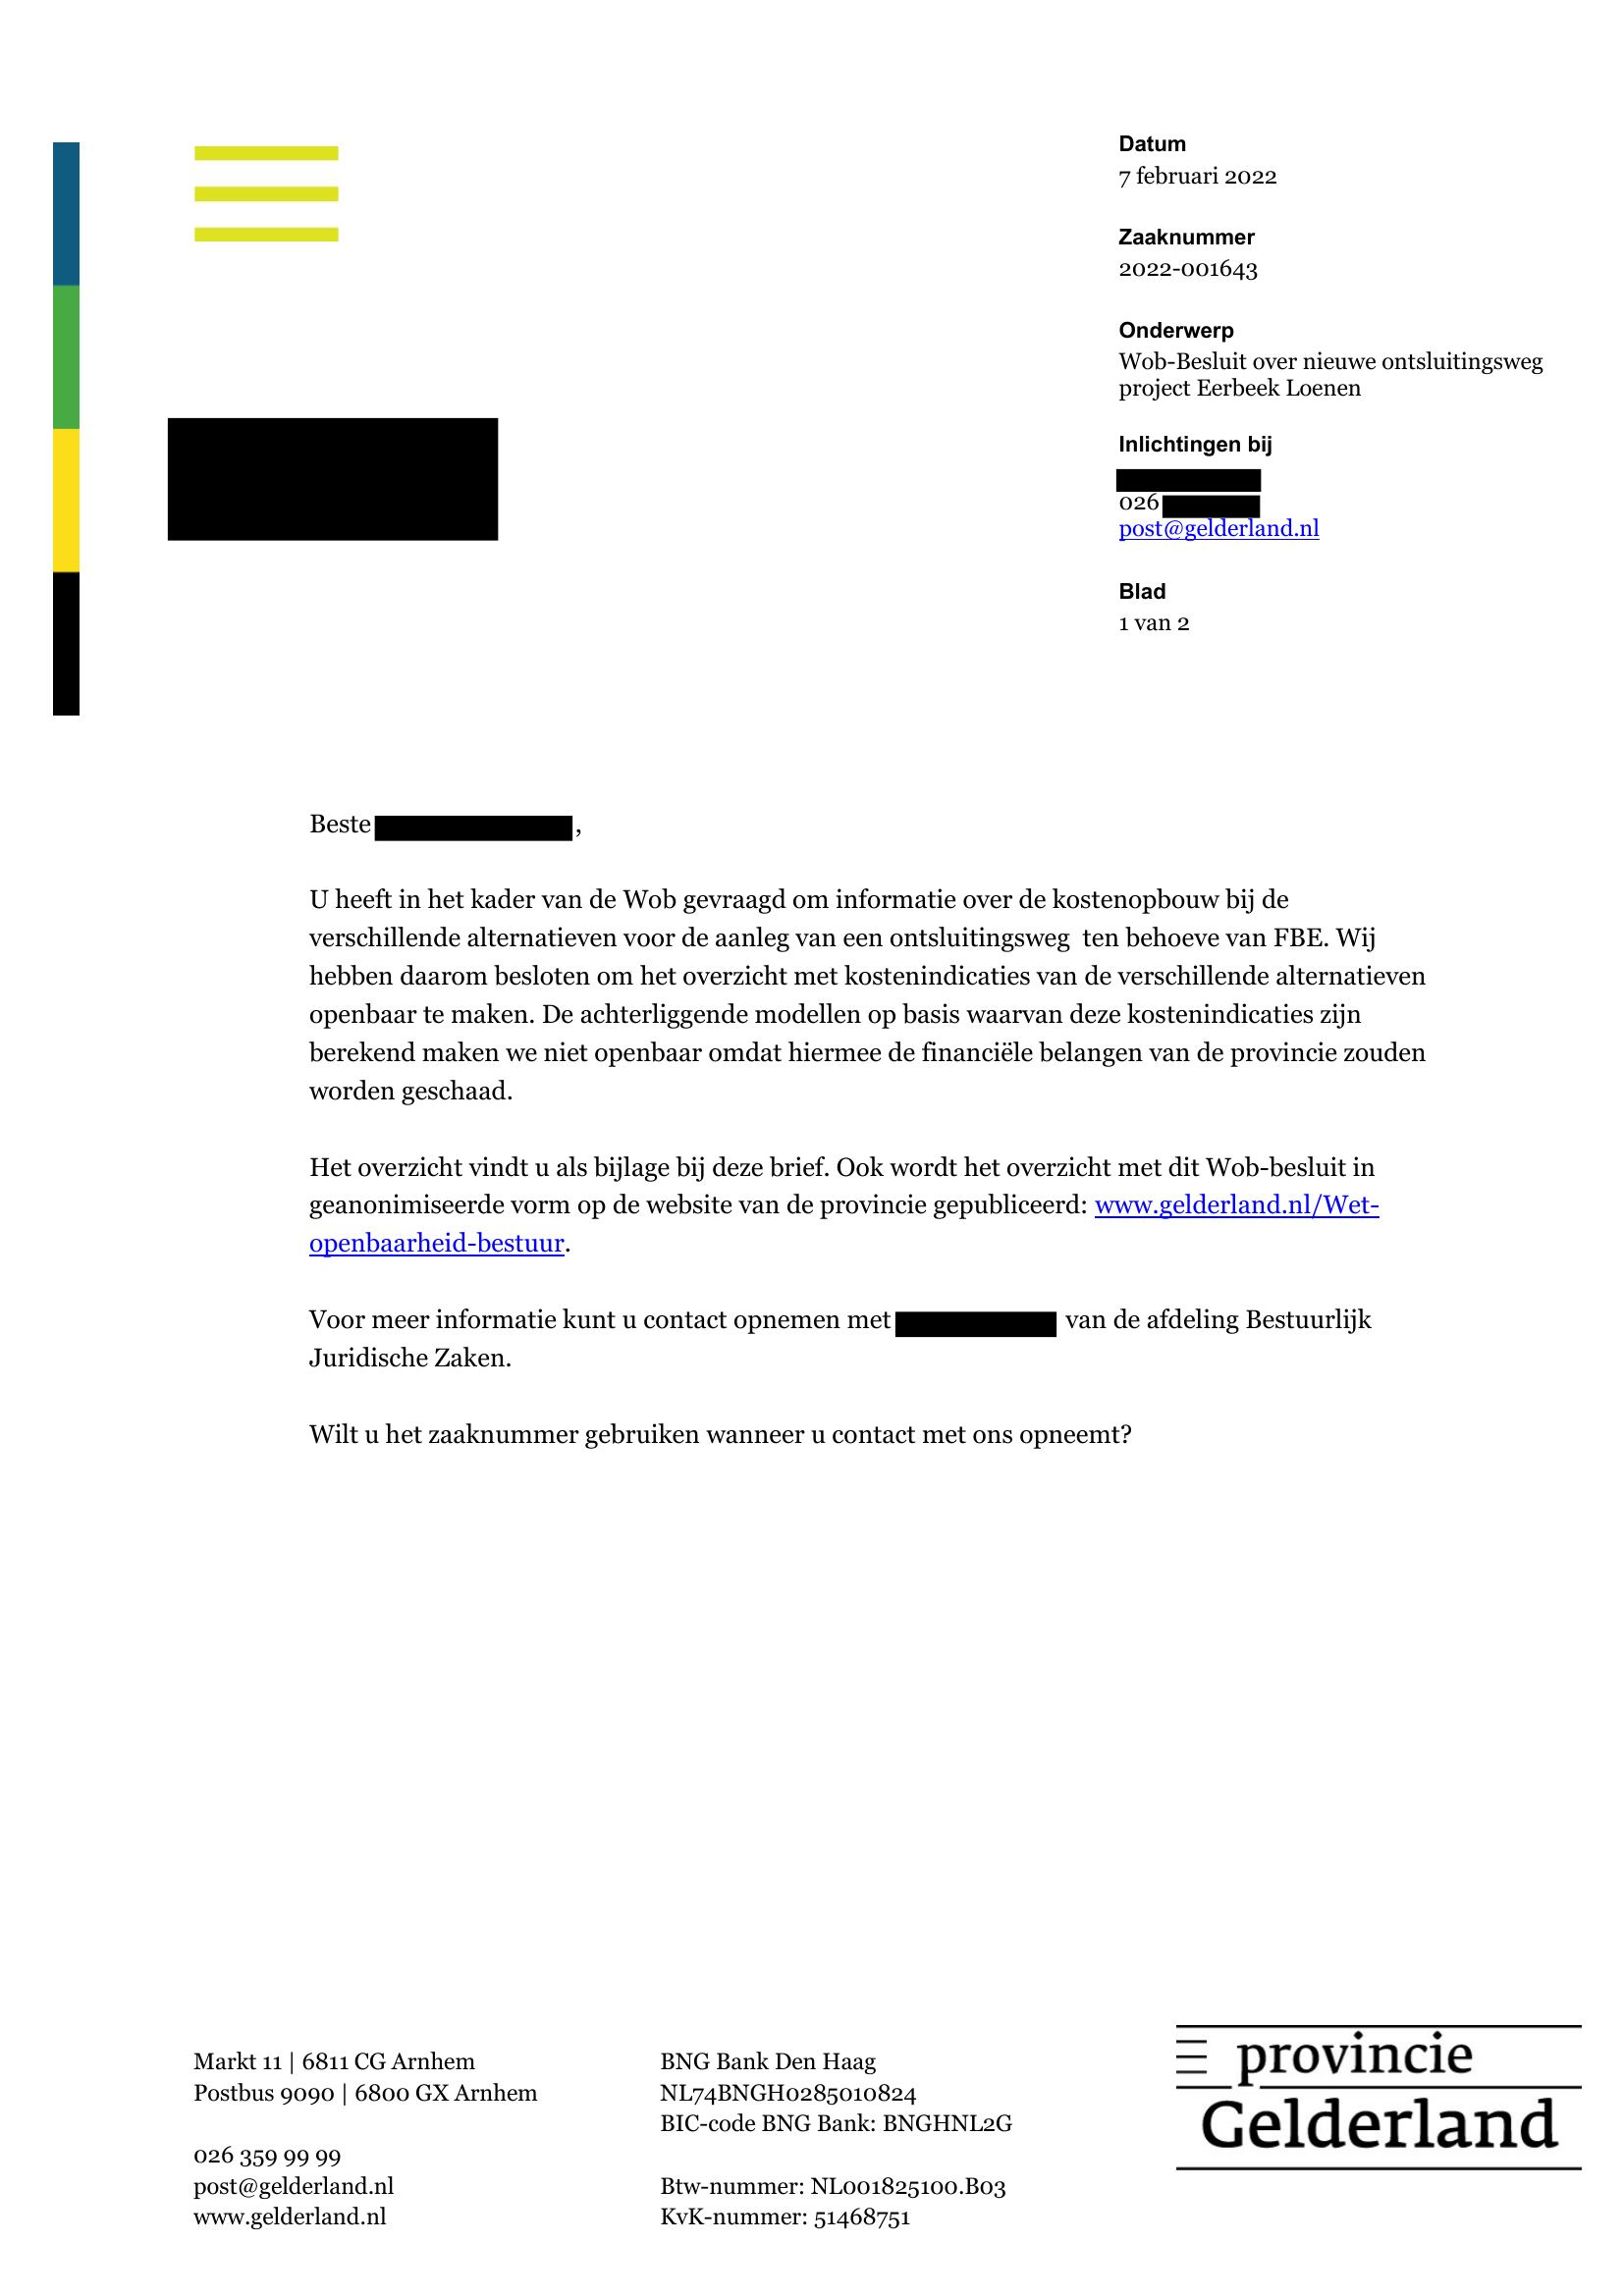 Datum
7 februari 2022
Zaaknummer
2022-001643
Onderwerp
Wob-Besluit over nieuwe ontsluitingsweg
project Eerbeek Loenen
Inlichtingen bij
026
post@gelderland.nl
Blad
1 van 2
Beste ,
U heeft in het kader van de Wob gevraagd om informatie over de kostenopbouw bij de
verschillende alternatieven voor de aanleg van een ontsluitingsweg  ten behoeve van FBE. Wij
hebben daarom besloten om het overzicht met kostenindicaties van de verschillende alternatieven
openbaar te maken. De achterliggende modellen op basis waarvan deze kostenindicaties zijn
berekend maken we niet openbaar omdat hiermee de financiële belangen van de provincie zouden
worden geschaad.
Het overzicht vindt u als bijlage bij deze brief. Ook wordt het overzicht met dit Wob-besluit in
geanonimiseerde vorm op de website van de provincie gepubliceerd: www.gelderland.nl/Wet-
openbaarheid-bestuur.
Voor meer informatie kunt u contact opnemen met van de afdeling Bestuurlijk
Juridische Zaken.
Wilt u het zaaknummer gebruiken wanneer u contact met ons opneemt?
Markt 11 | 6811 CG Arnhem
Postbus 9090 | 6800 GX Arnhem
026 359 99 99
post@gelderland.nl
www.gelderland.nl
BNG Bank Den Haag
NL74BNGH0285010824
BIC-code BNG Bank: BNGHNL2G
Btw-nummer: NL001825100.B03
KvK-nummer: 51468751
provincie
Gelderland